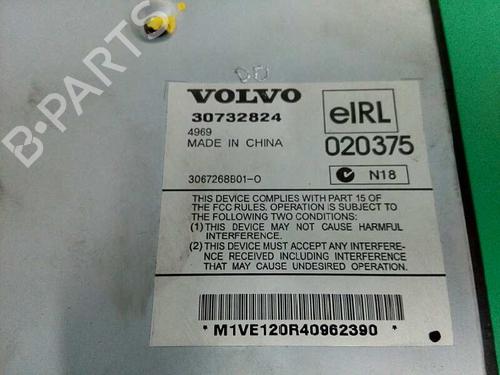 B-PARTS
VOLVO
30732824
4969
MADE IN CHINA
3067268B01-O
eIRL
020375
N18
THIS DEVICE COMPLIES WITH PART 15 OF
THE FCC RULES. OPERATION IS SUBJECT TO
THE FOLLOWING TWO CONDITIONS:
(1) THIS DEVICE MAY NOT CAUSE HARMFUL
INTERFERENCE.
(2) THIS DEVICE MUST ACCEPT ANY INTERFERE-
NCE RECEIVED INCLUDING INTERFERENCE
THAT MAY CAUSE UNDESIRED OPERATION.
* M1VE120R40962390 *